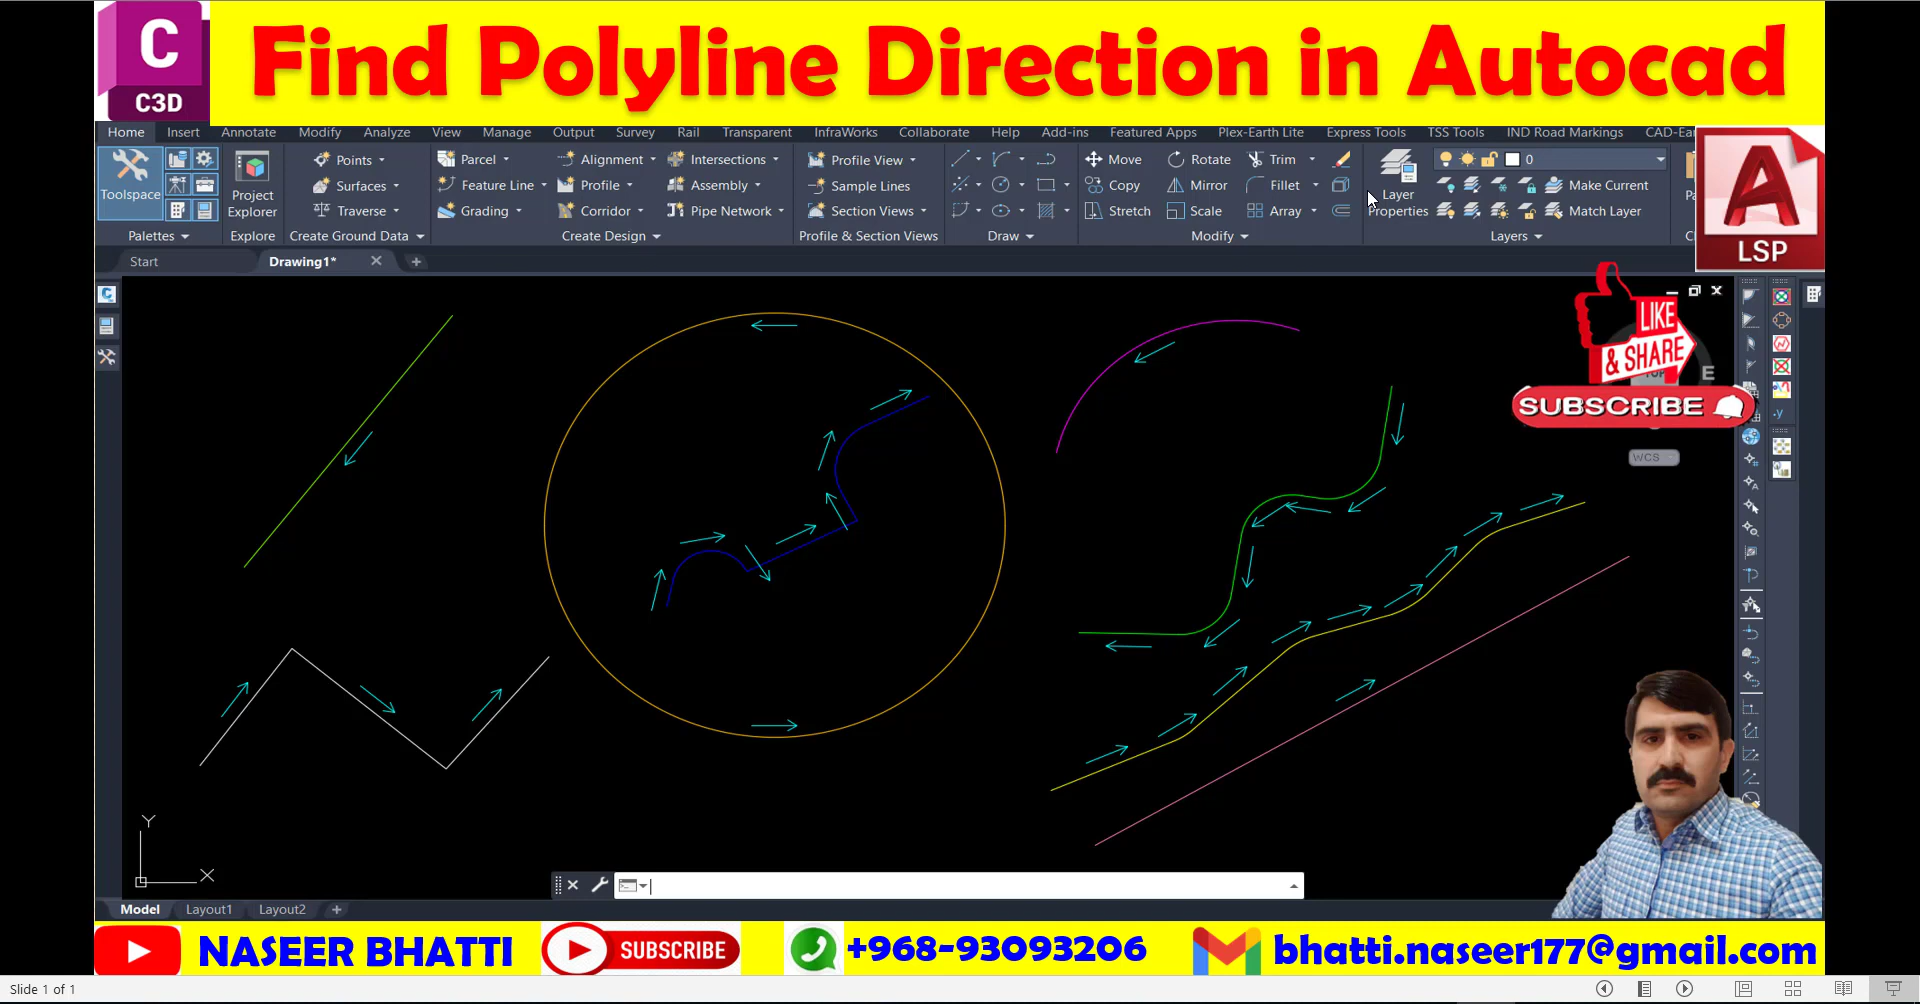 C
C3D
Find Polyline Direction in Autocad
Home Insert Annotate Modify Analyze View Manage Output Survey Rail Transparent InfraWorks Collaborate Help Add-ins Featured Apps Plex-Earth Lite Express Tools TSS Tools IND Road Markings CAD-Ear
Toolspace
Project Explorer
Points
Surfaces
Traverse
Parcel
Feature Line
Grading
Alignment
Profile
Corridor
Intersections
Assembly
Pipe Network
Profile View
Sample Lines
Section Views
Move
Copy
Stretch
Rotate
Mirror
Scale
Trim
Fillet
Array
Layer Properties
0
Make Current
Match Layer
Palettes Explore Create Ground Data Create Design Profile & Section Views Draw Modify Layers
A
LSP
Start Drawing1*
LIKE
& SHARE
TOP
E
SUBSCRIBE
WCS
Y
X
Model Layout1 Layout2
NASEER BHATTI SUBSCRIBE +968-93093206 bhatti.naseer177@gmail.com
Slide 1 of 1